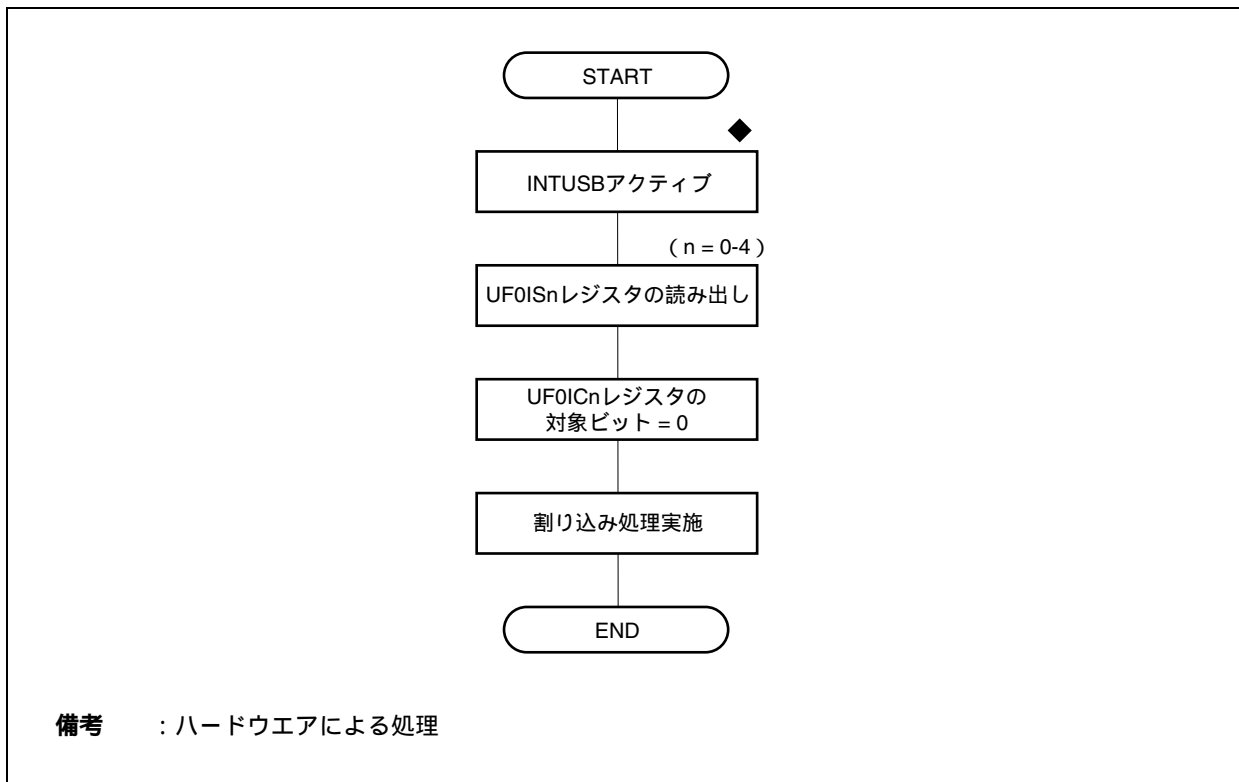 START
◆
INTUSBアクティブ
( n = 0-4 )
UF0ISnレジスタの読み出し
UF0ICnレジスタの
対象ビット = 0
割り込み処理実施
END
備考 : ハードウエアによる処理